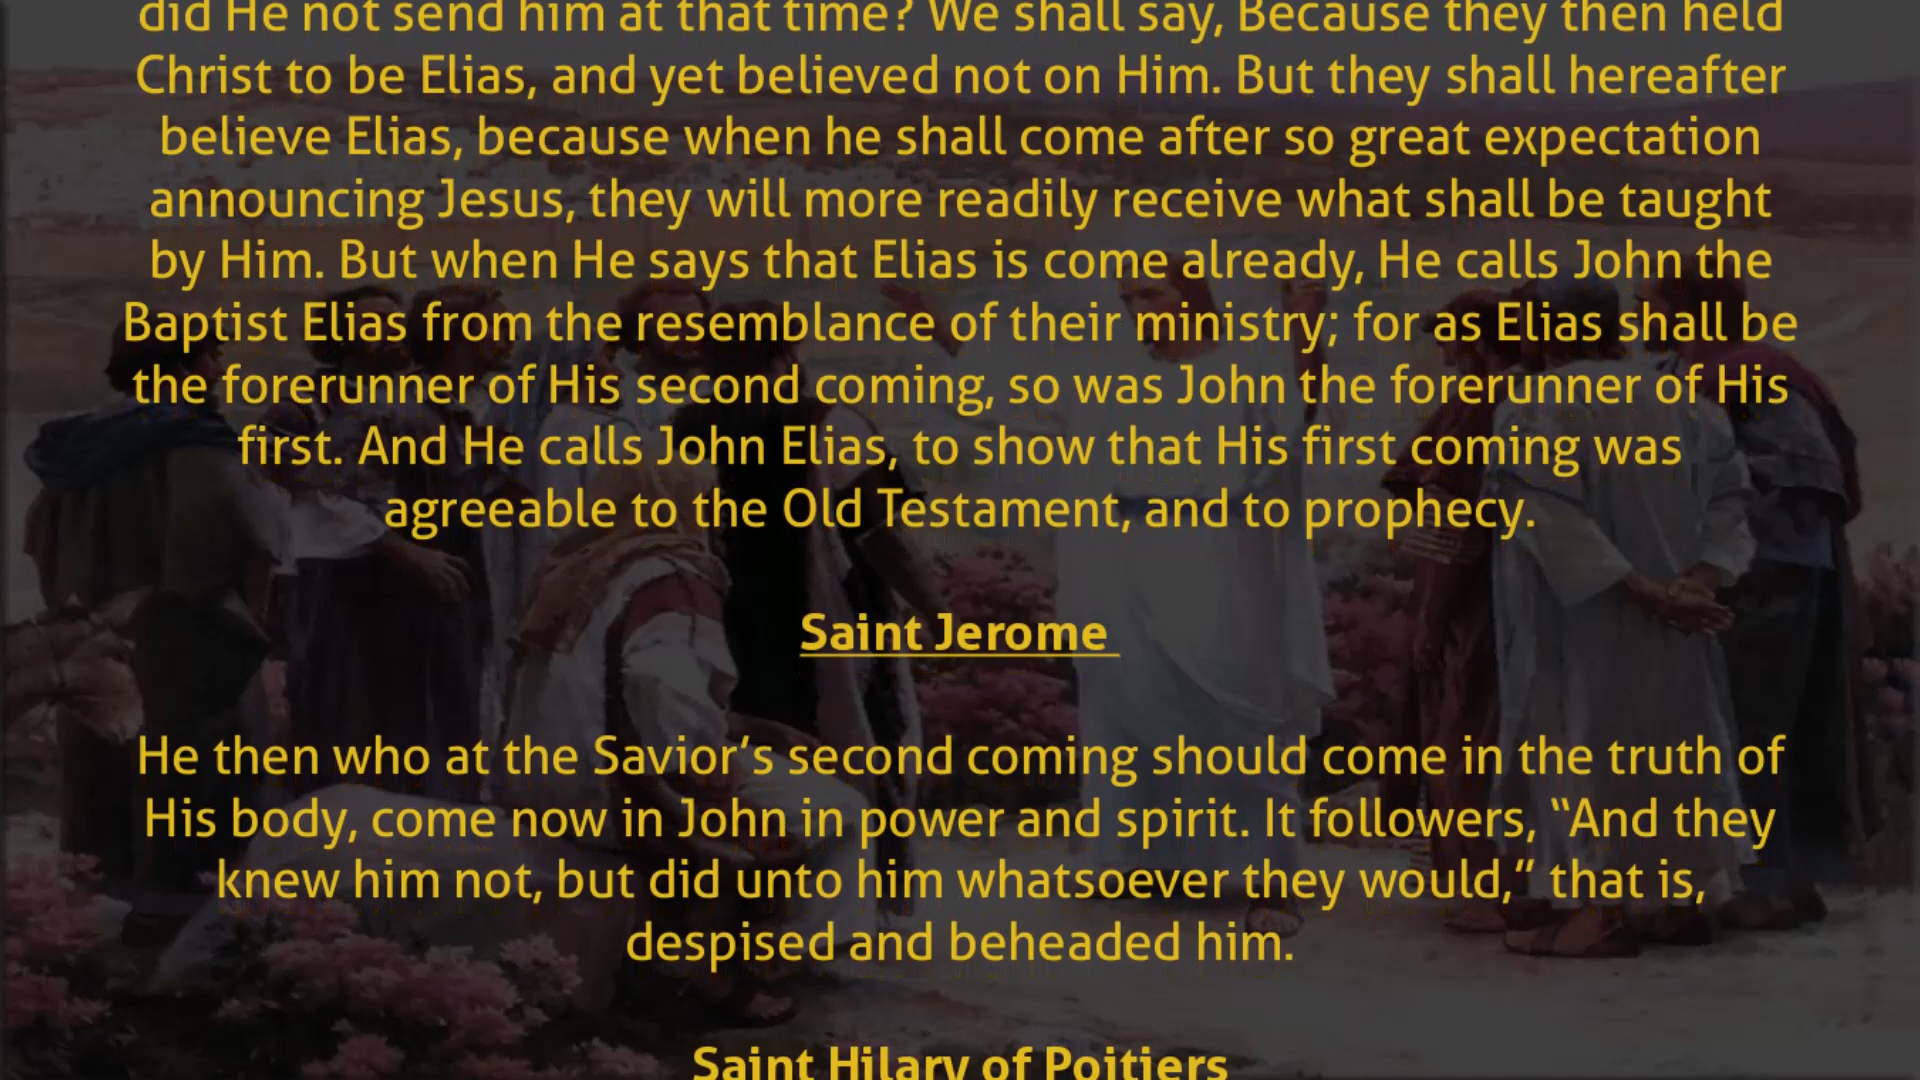 did He not send him at that time? We shall say, Because they then held
Christ to be Elias, and yet believed not on Him. But they shall hereafter
believe Elias, because when he shall come after so great expectation
announcing Jesus, they will more readily receive what shall be taught
by Him. But when He says that Elias is come already, He calls John the
Baptist Elias from the resemblance of their ministry; for as Elias shall be
the forerunner of His second coming, so was John the forerunner of His
first. And He calls John Elias, to show that His first coming was
agreeable to the Old Testament, and to prophecy.
Saint Jerome
He then who at the Savior’s second coming should come in the truth of
His body, come now in John in power and spirit. It followers, “And they
knew him not, but did unto him whatsoever they would,” that is,
despised and beheaded him.
Saint Hilary of Poitiers